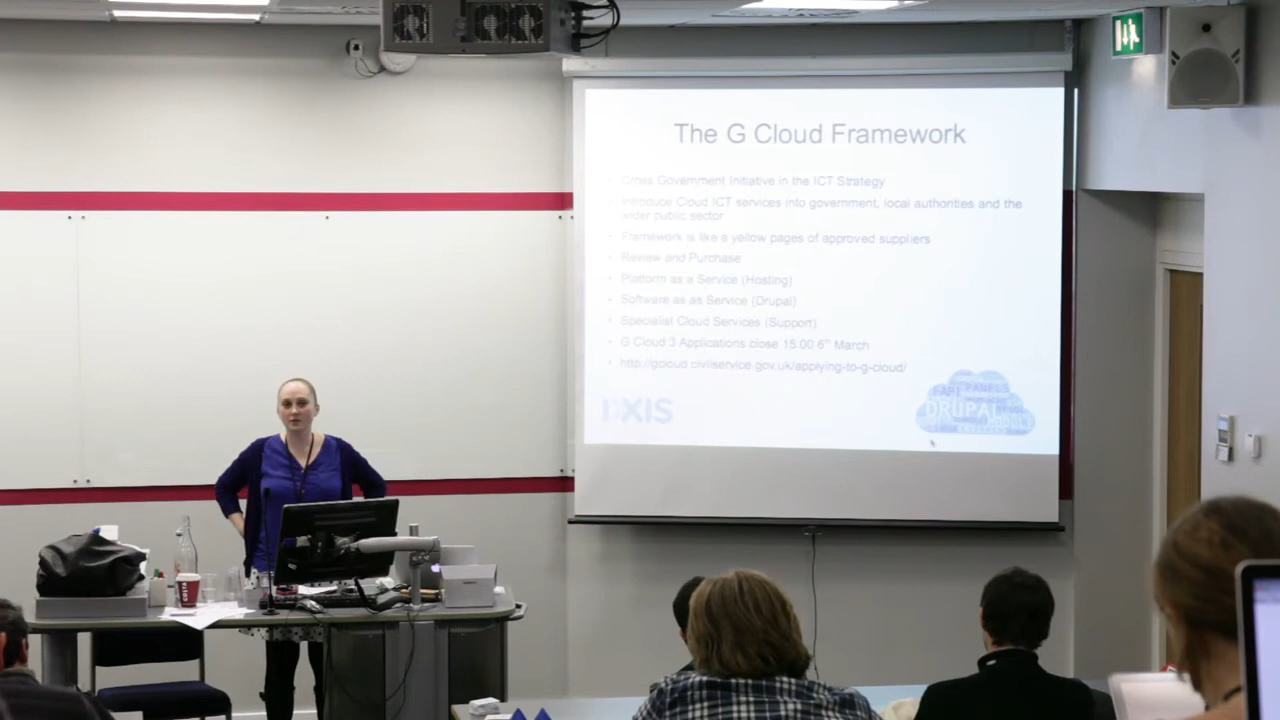 The G Cloud Framework
Cross Government Initiative in the ICT Strategy
Introduce Cloud ICT services into government, local authorities and the
wider public sector
Framework is like a yellow pages of approved suppliers
Review and Purchase
Platform as a Service (Hosting)
Software as as Service (Drupal)
Specialist Cloud Services (Support)
G Cloud 3 Applications close 15.00 6th March
http://gcloud.civilservice.gov.uk/applying-to-g-cloud/
PANELS
DRUPAL
COSTA